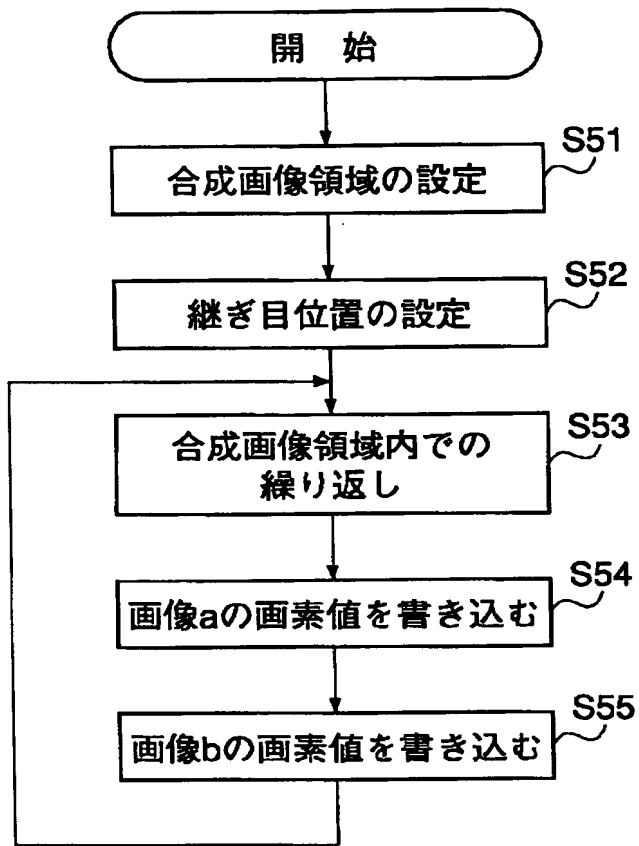 開 始
S51
合成画像領域の設定
S52
継ぎ目位置の設定
S53
合成画像領域内での
繰り返し
S54
画像aの画素値を書き込む
S55
画像bの画素値を書き込む